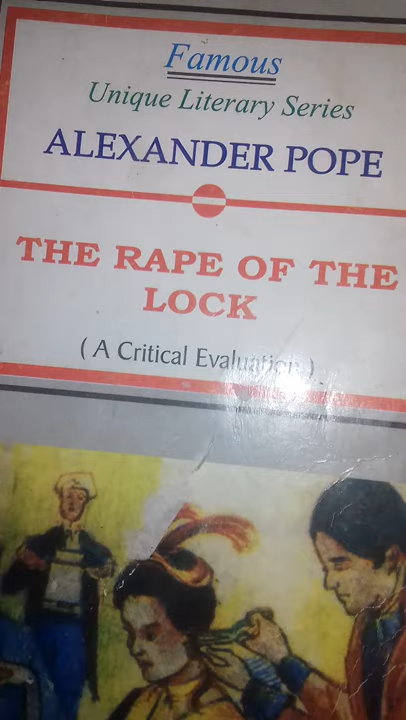 Famous
Unique Literary Series
ALEXANDER POPE
THE RAPE OF THE
LOCK
( A Critical Evaluation )